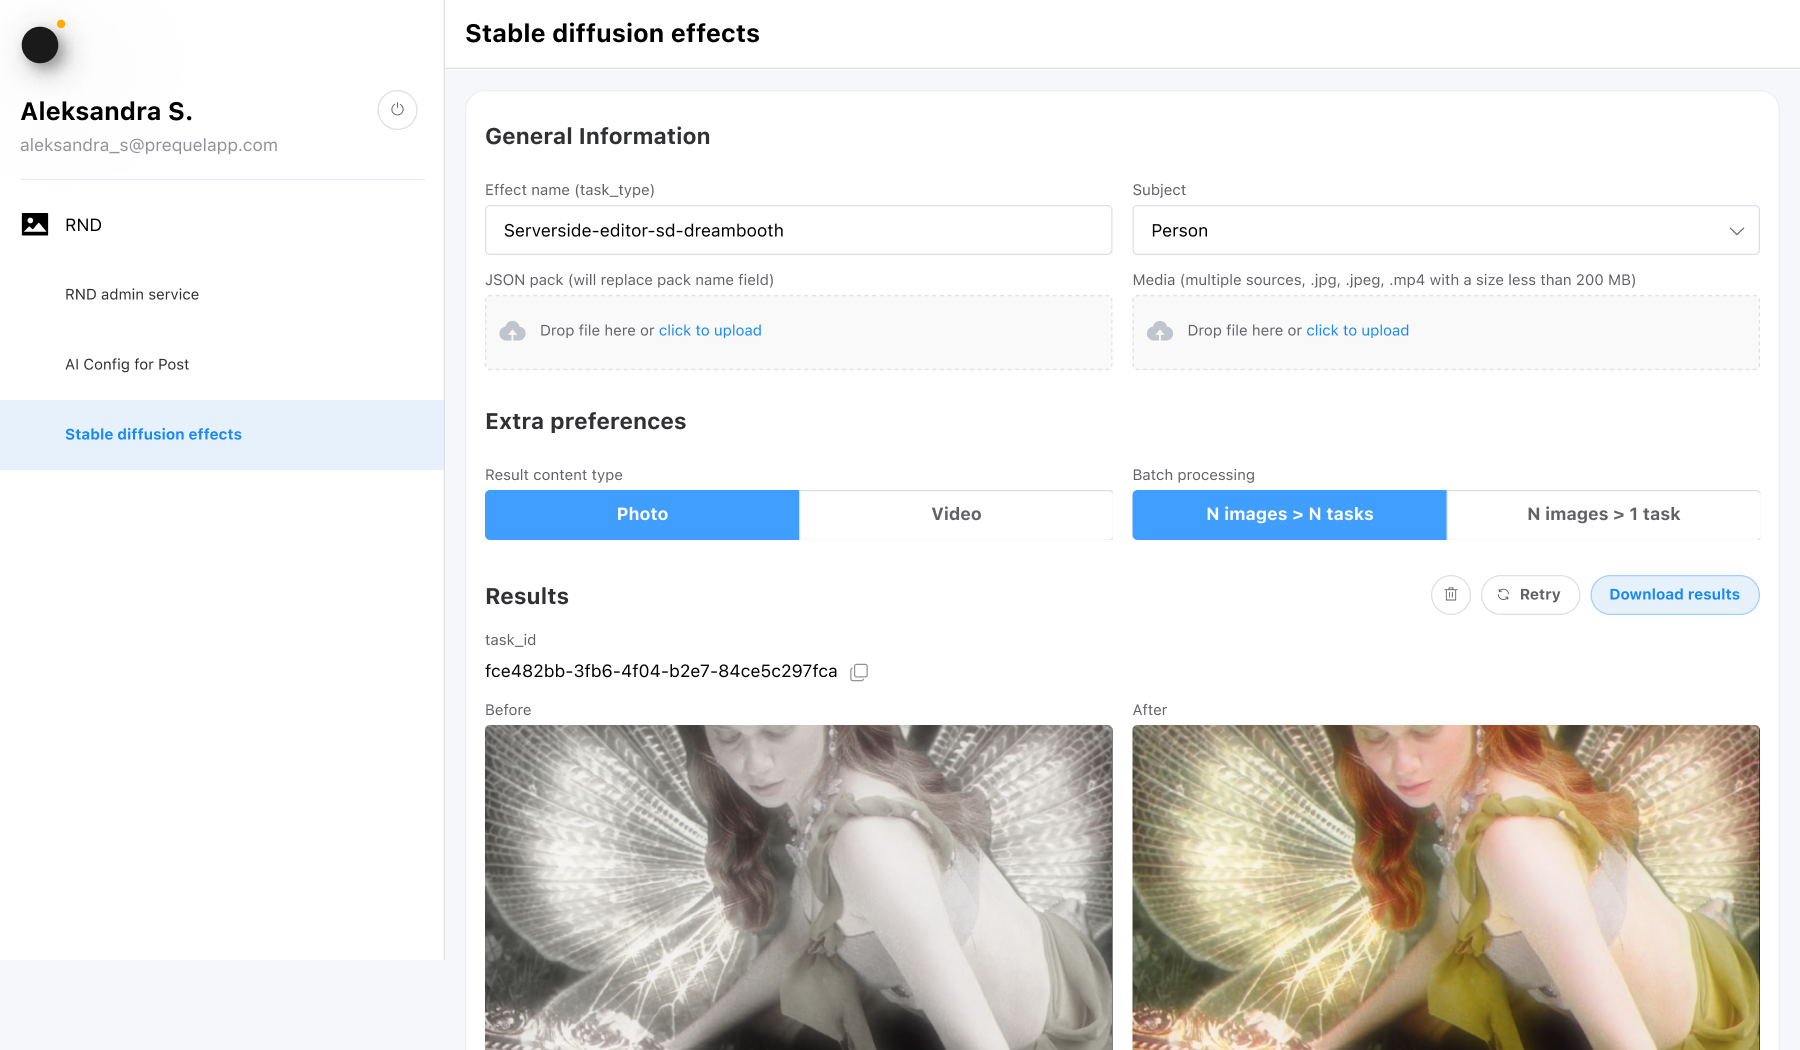 Stable diffusion effects
Aleksandra S.
aleksandra_s@prequelapp.com
RND
RND admin service
AI Config for Post
Stable diffusion effects
General Information
Effect name (task_type)
Serverside-editor-sd-dreambooth
Subject
Person
JSON pack (will replace pack name field)
Drop file here or click to upload
Media (multiple sources, .jpg, .jpeg, .mp4 with a size less than 200 MB)
Drop file here or click to upload
Extra preferences
Result content type
Photo
Video
Batch processing
N images > N tasks
N images > 1 task
Results
Retry
Download results
task_id
fce482bb-3fb6-4f04-b2e7-84ce5c297fca
Before
After